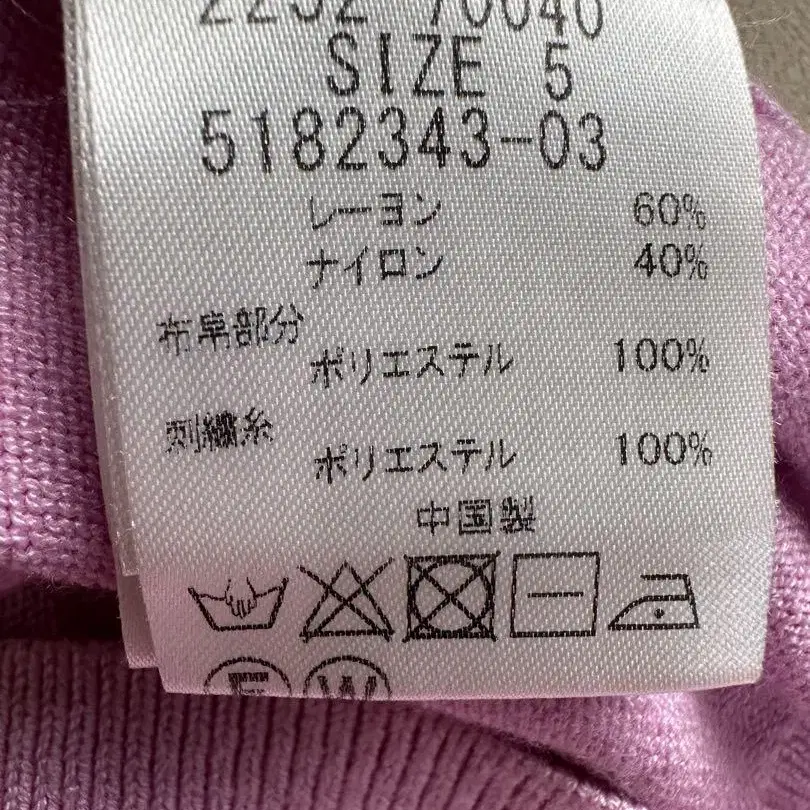 2232 70040
SIZE 5
5182343-03
レーヨン 60%
ナイロン 40%
布帛部分
ポリエステル 100%
刺繍糸
ポリエステル 100%
中国製
F W